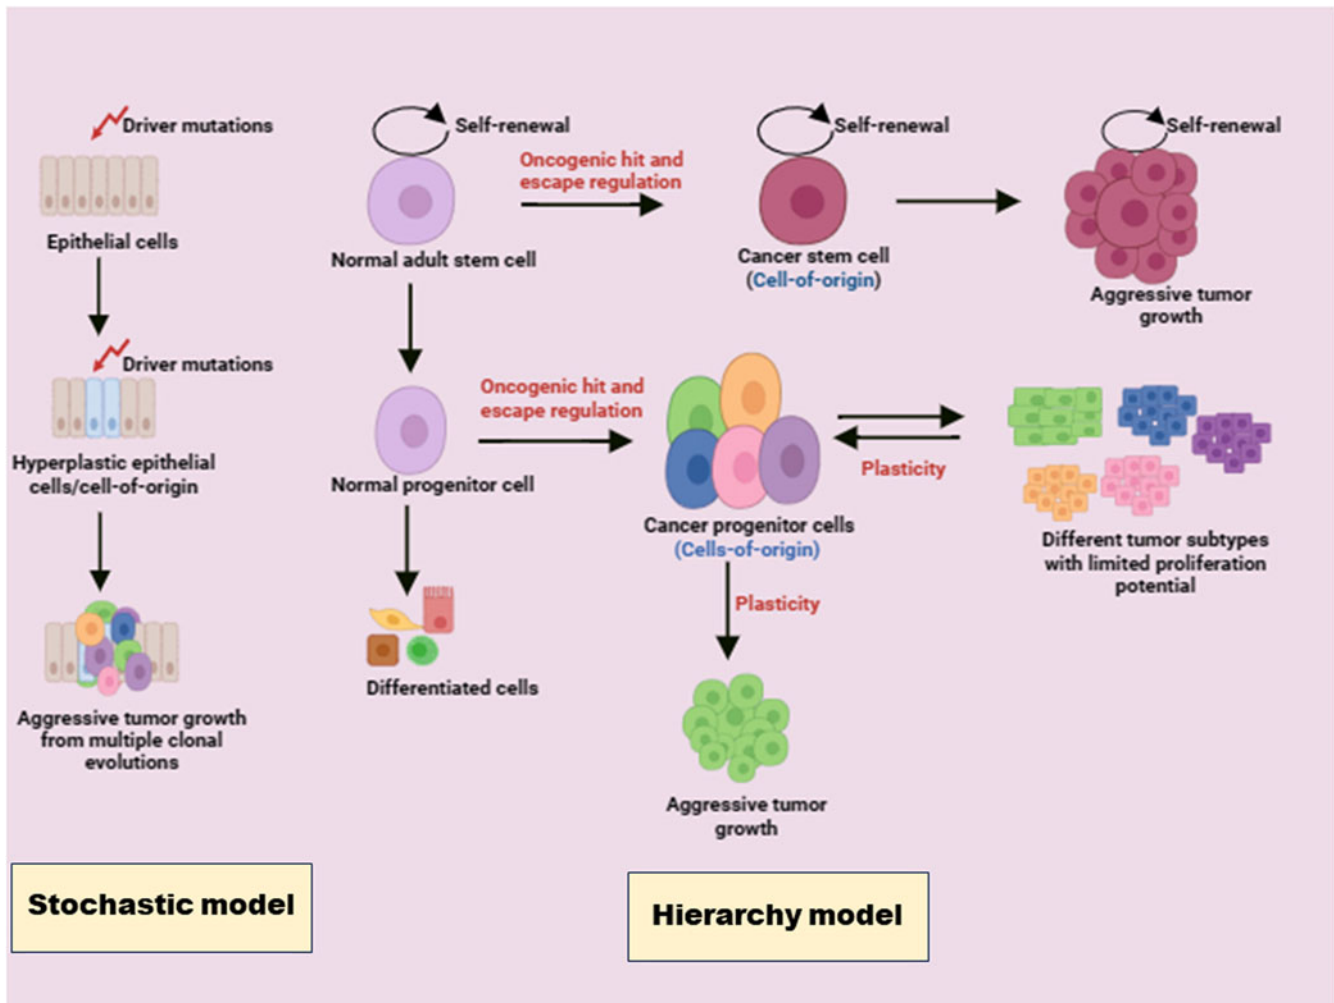 Driver mutations
Epithelial cells
Driver mutations
Hyperplastic epithelial
cells/cell-of-origin
Aggressive tumor growth
from multiple clonal
evolutions
Stochastic model
Self-renewal
Normal adult stem cell
Oncogenic hit and
escape regulation
Self-renewal
Cancer stem cell
(Cell-of-origin)
Self-renewal
Aggressive tumor
growth
Normal progenitor cell
Oncogenic hit and
escape regulation
Cancer progenitor cells
(Cells-of-origin)
Plasticity
Different tumor subtypes
with limited proliferation
potential
Differentiated cells
Plasticity
Aggressive tumor
growth
Hierarchy model